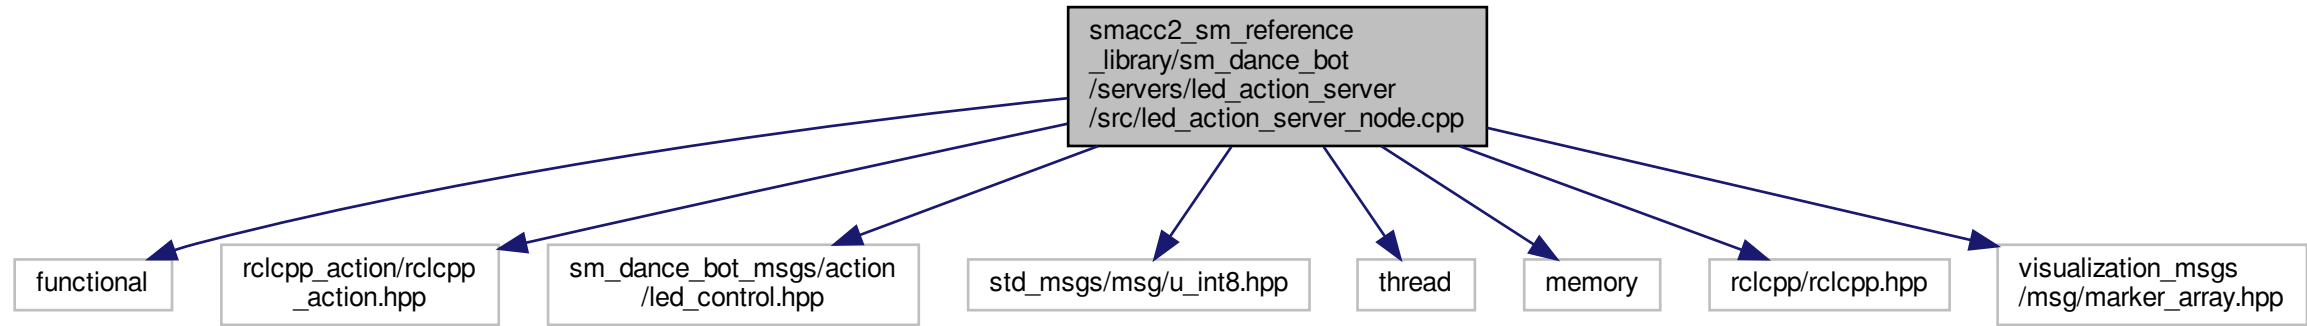 smacc2_sm_reference
_library/sm_dance_bot
/servers/led_action_server
/src/led_action_server_node.cpp
functional
rclcpp_action/rclcpp
_action.hpp
sm_dance_bot_msgs/action
/led_control.hpp
std_msgs/msg/u_int8.hpp
thread
memory
rclcpp/rclcpp.hpp
visualization_msgs
/msg/marker_array.hpp